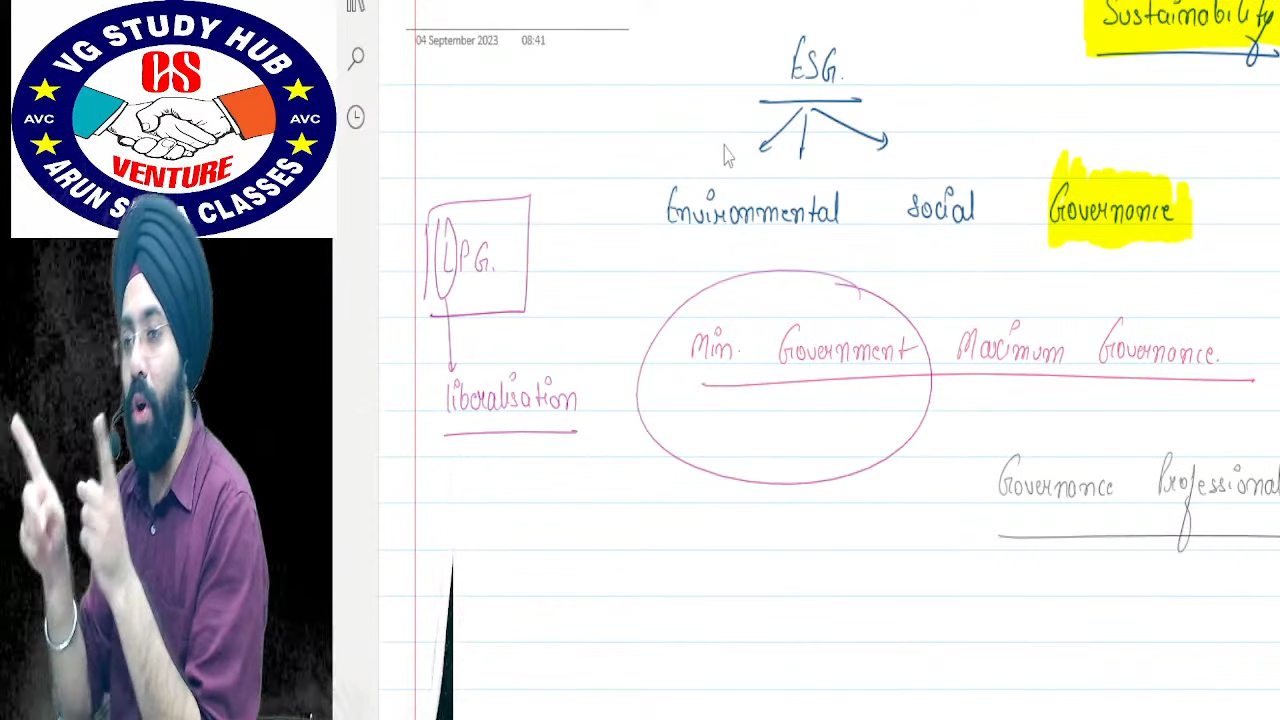 VG STUDY HUB
CS
AVC
AVC
VENTURE
ARUN CLASSES
04 September 2023 08:41
Sustainability
ESG.
Environmental Social Governance
LPG.
Min. Government Maximum Governance.
liberalisation
Governance Professional